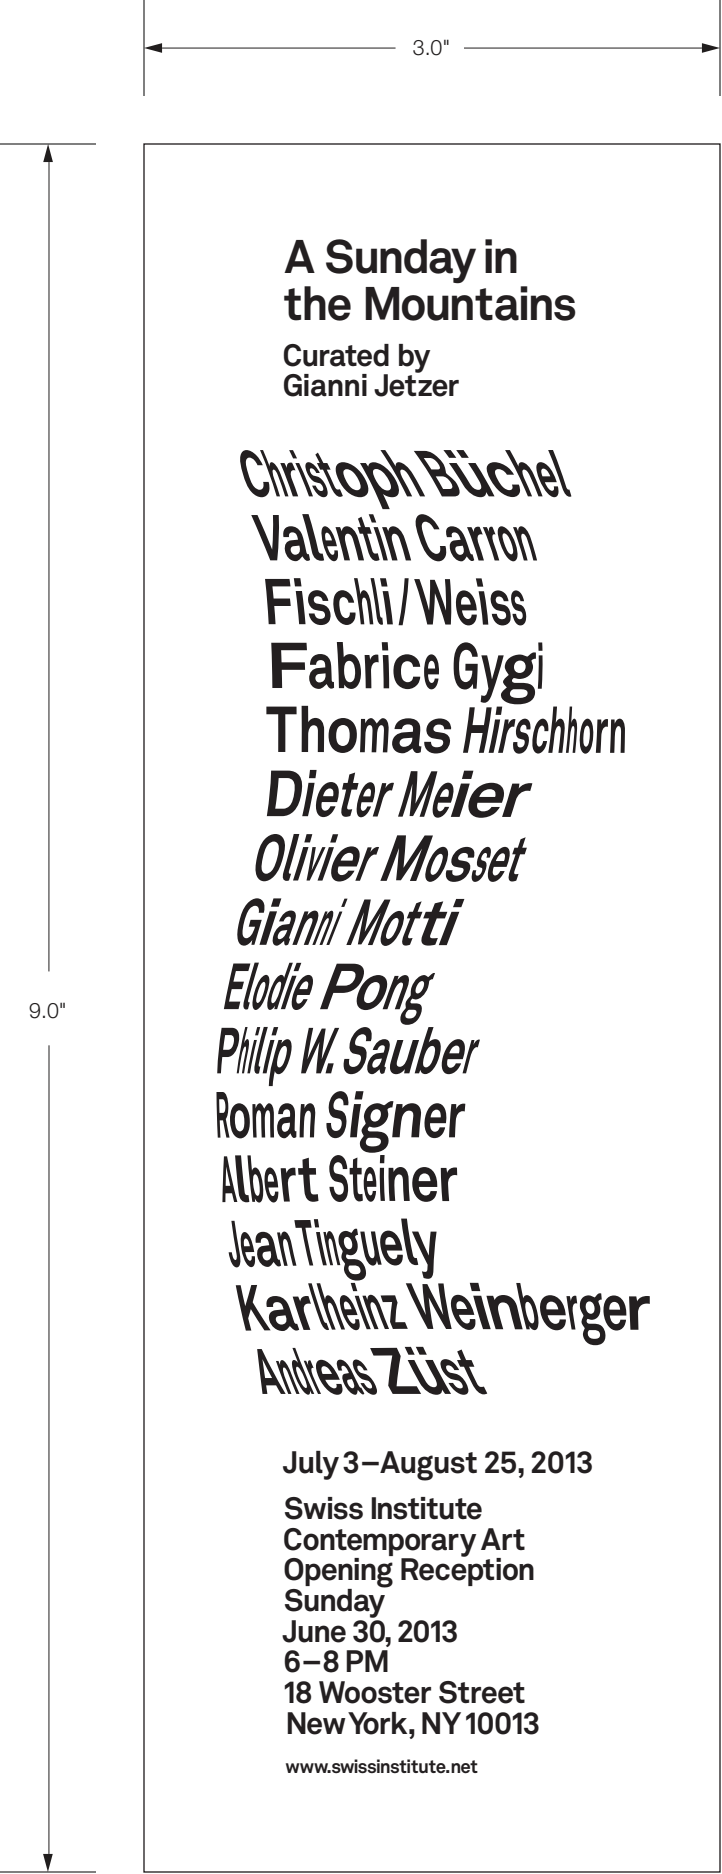 3.0"
A Sunday in
the Mountains
Curated by
Gianni Jetzer
Christoph Büchel
Valentin Carron
Fischli / Weiss
Fabrice Gygi
Thomas Hirschhorn
Dieter Meier
Olivier Mosset
Gianni Motti
Elodie Pong
9.0"
Philip W. Sauber
Roman Signer
Albert Steiner
Jean Tinguely
Karlheinz Weinberger
Andreas Züst
July 3–August 25, 2013
Swiss Institute
Contemporary Art
Opening Reception
Sunday
June 30, 2013
6–8 PM
18 Wooster Street
New York, NY 10013
www.swissinstitute.net